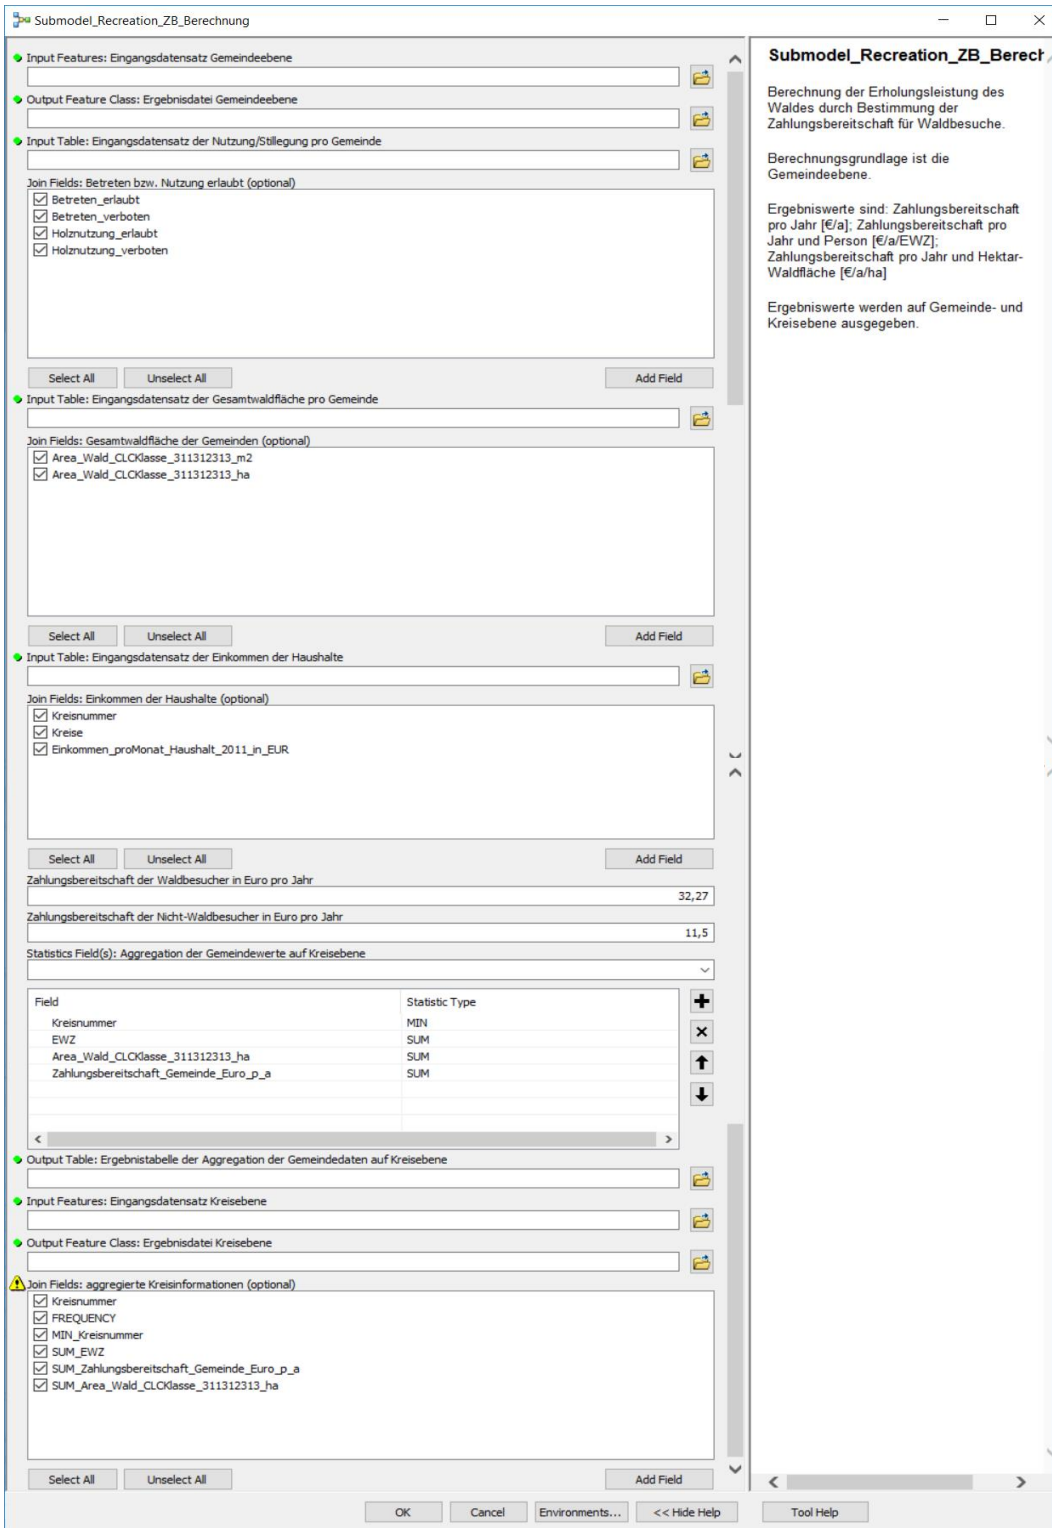 Submodel_Recreation_ZB_Berechnung
Input Features: Eingangsdatensatz Gemeindeebene
Output Feature Class: Ergebnisdatei Gemeindeebene
Input Table: Eingangsdatensatz der Nutzung/Stillegung pro Gemeinde
Join Fields: Betreten bzw. Nutzung erlaubt (optional)
Betreten_erlaubt
Betreten_verboten
Holznutzung_erlaubt
Holznutzung_verboten
Select All Unselect All Add Field
Input Table: Eingangsdatensatz der Gesamtwaldfläche pro Gemeinde
Join Fields: Gesamtwaldfläche der Gemeinden (optional)
Area_Wald_CLCKlasse_311312313_m2
Area_Wald_CLCKlasse_311312313_ha
Select All Unselect All Add Field
Input Table: Eingangsdatensatz der Einkommen der Haushalte
Join Fields: Einkommen der Haushalte (optional)
Kreisnummer
Kreise
Einkommen_proMonat_Haushalt_2011_in_EUR
Select All Unselect All Add Field
Zahlungsbereitschaft der Waldbesucher in Euro pro Jahr
32,27
Zahlungsbereitschaft der Nicht-Waldbesucher in Euro pro Jahr
11,5
Statistics Field(s): Aggregation der Gemeindewerte auf Kreisebene
Field Statistic Type
Kreisnummer MIN
EWZ SUM
Area_Wald_CLCKlasse_311312313_ha SUM
Zahlungsbereitschaft_Gemeinde_Euro_p_a SUM
Output Table: Ergebnistabelle der Aggregation der Gemeindedaten auf Kreisebene
Input Features: Eingangsdatensatz Kreisebene
Output Feature Class: Ergebnisdatei Kreisebene
Join Fields: aggregierte Kreisinformationen (optional)
Kreisnummer
FREQUENCY
MIN_Kreisnummer
SUM_EWZ
SUM_Zahlungsbereitschaft_Gemeinde_Euro_p_a
SUM_Area_Wald_CLCKlasse_311312313_ha
Select All Unselect All Add Field
Submodel_Recreation_ZB_Berech
Berechnung der Erholungsleistung des
Waldes durch Bestimmung der
Zahlungsbereitschaft für Waldbesuche.
Berechnungsgrundlage ist die
Gemeindeebene.
Ergebniswerte sind: Zahlungsbereitschaft
pro Jahr [€/a]; Zahlungsbereitschaft pro
Jahr und Person [€/a/EWZ];
Zahlungsbereitschaft pro Jahr und Hektar-
Waldfläche [€/a/ha]
Ergebniswerte werden auf Gemeinde- und
Kreisebene ausgegeben.
OK Cancel Environments... << Hide Help Tool Help